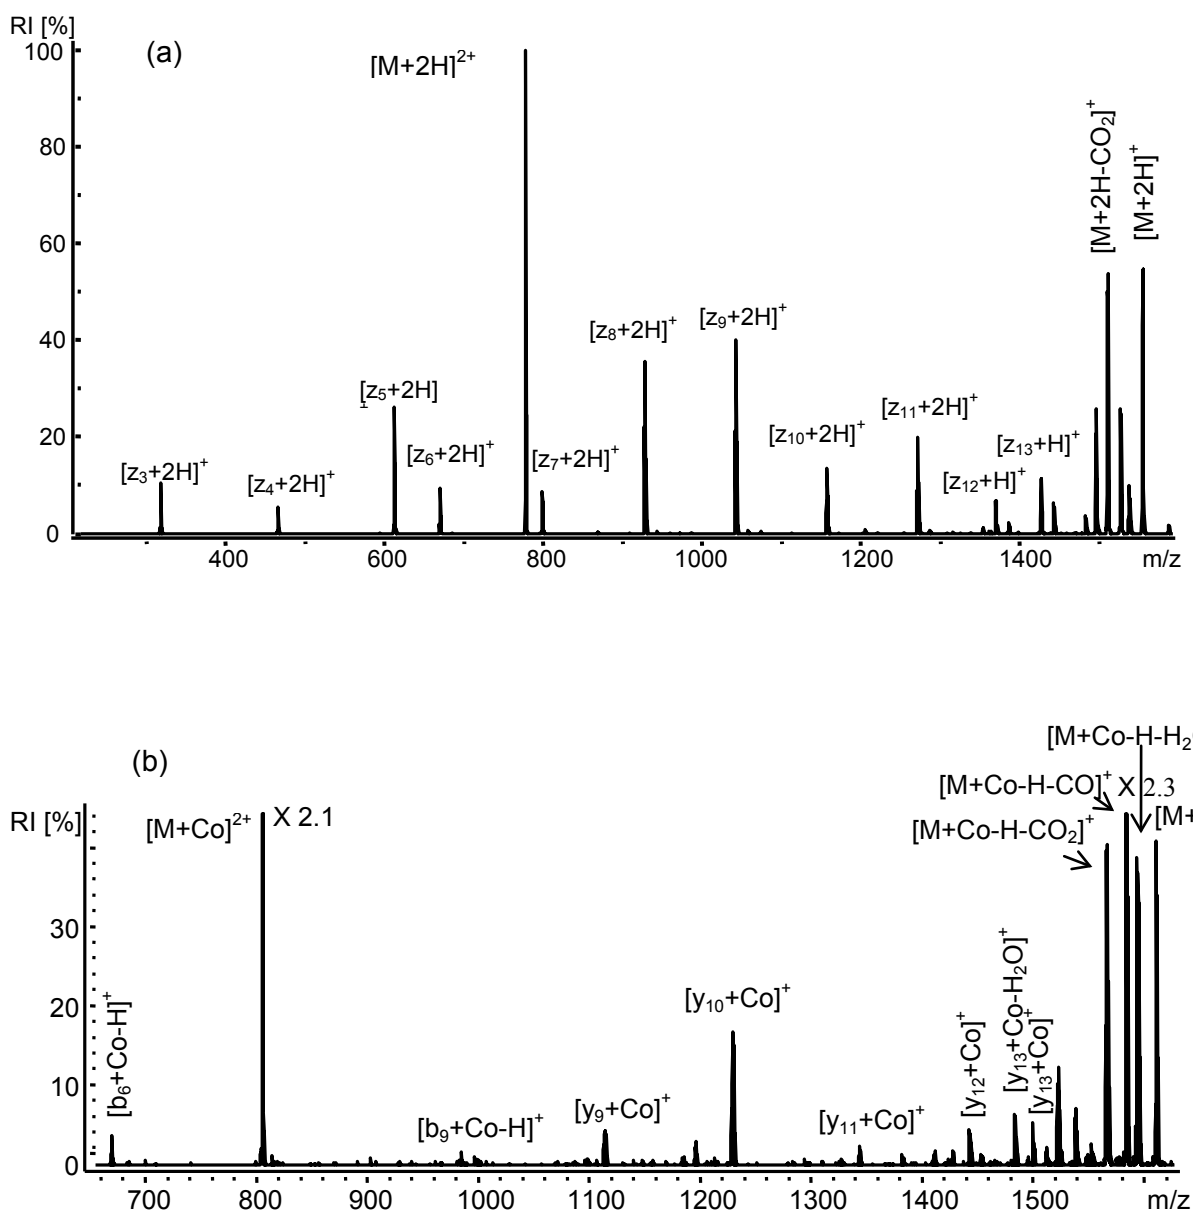 RI [%]
(a)
[M+2H]²⁺
100
80
60
40
20
0
[z₃+2H]⁺
[z₄+2H]⁺
[z₅+2H]
±
[z₆+2H]⁺
[z₇+2H]⁺
[z₈+2H]⁺
[z₉+2H]⁺
[z₁₀+2H]⁺
[z₁₁+2H]⁺
[z₁₂+H]⁺
[z₁₃+H]⁺
[M+2H-CO₂]⁺
[M+2H]⁺
400 600 800 1000 1200 1400 m/z
(b)
RI [%]
30
20
10
0
[b₆+Co-H]⁺
[M+Co]²⁺ X 2.1
[b₉+Co-H]⁺
[y₉+Co]⁺
[y₁₀+Co]⁺
[y₁₁+Co]⁺
[y₁₂+Co]⁺
[y₁₃+Co-H₂O]⁺
[y₁₃+Co]⁺
[M+Co-H-CO₂]⁺
[M+Co-H-CO]⁺ X 2.3
[M+Co-H-H₂
[M+
700 800 900 1000 1100 1200 1300 1400 1500 m/z